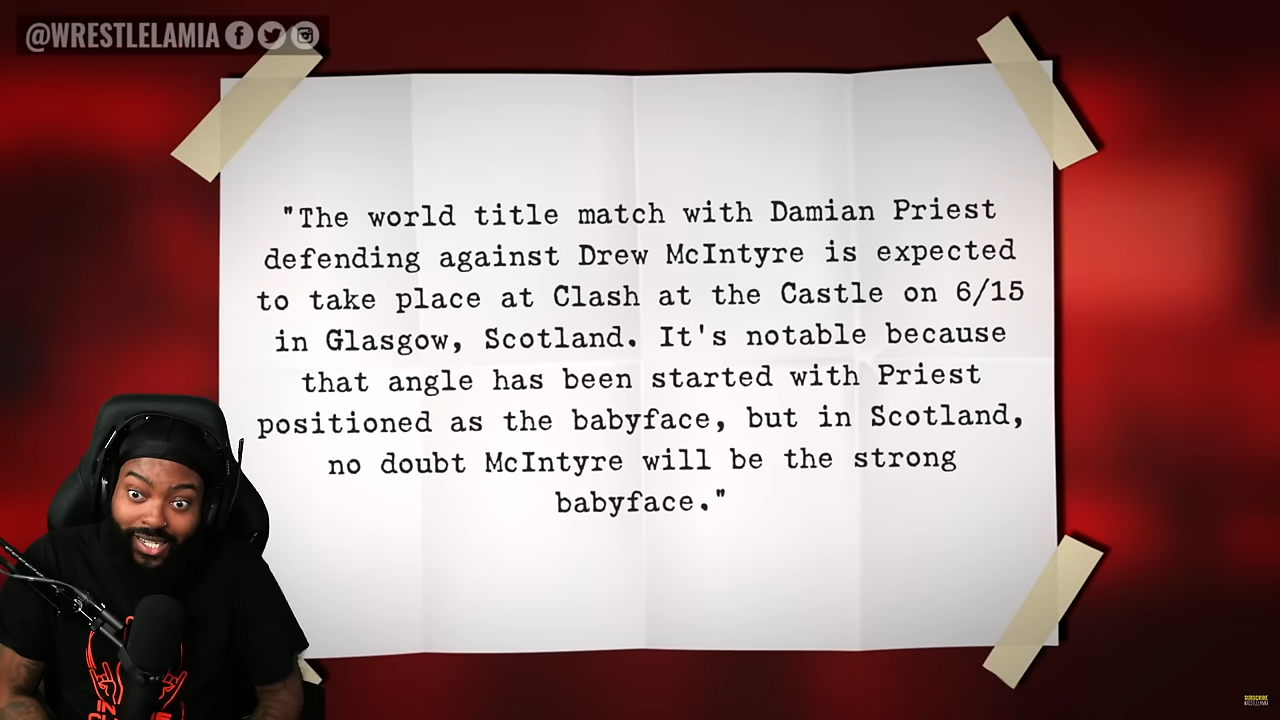 @WRESTLELAMIA
"The world title match with Damian Priest
defending against Drew McIntyre is expected
to take place at Clash at the Castle on 6/15
in Glasgow, Scotland. It's notable because
that angle has been started with Priest
positioned as the babyface, but in Scotland,
no doubt McIntyre will be the strong
babyface."
SUBSCRIBE
WRESTLELAMIA